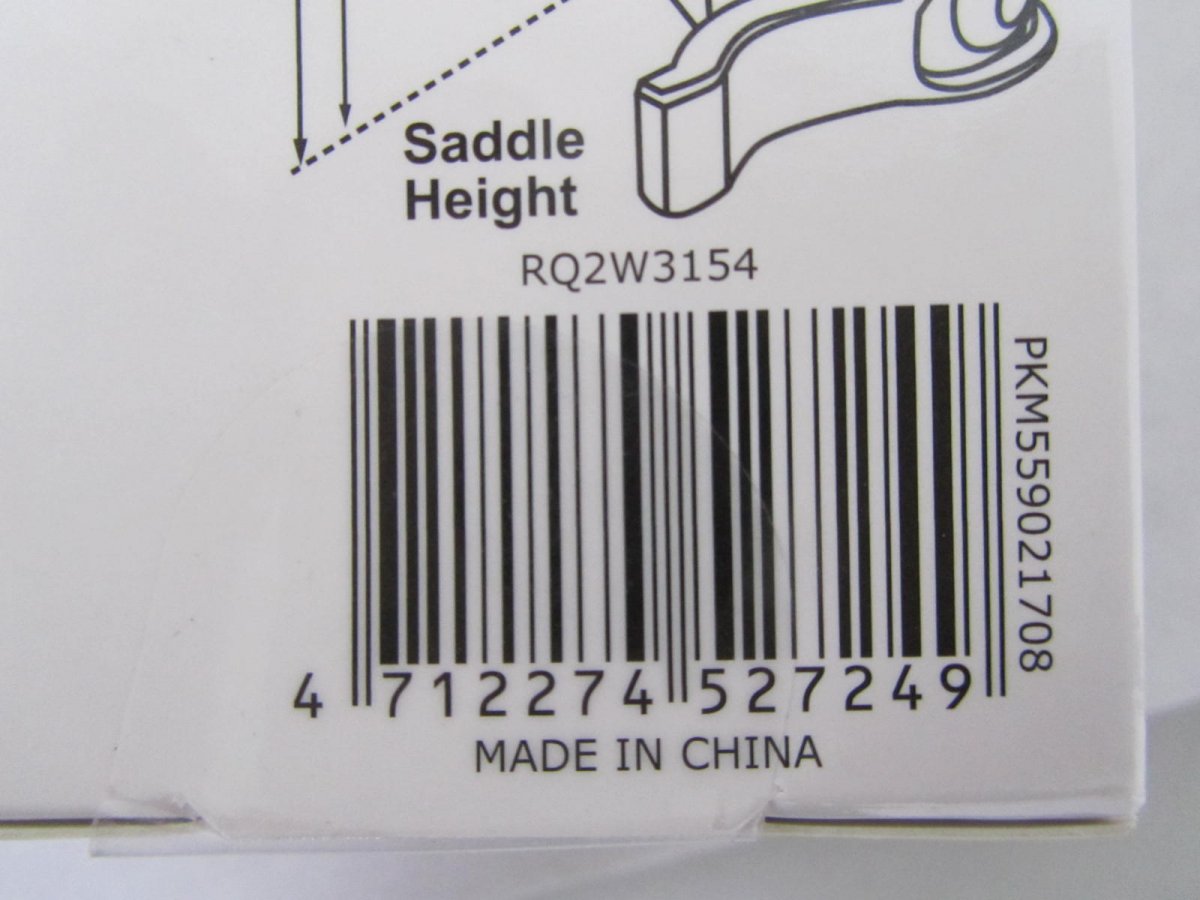 Saddle
Height
RQ2W3154
PKM559021708
4 712274 527249
MADE IN CHINA